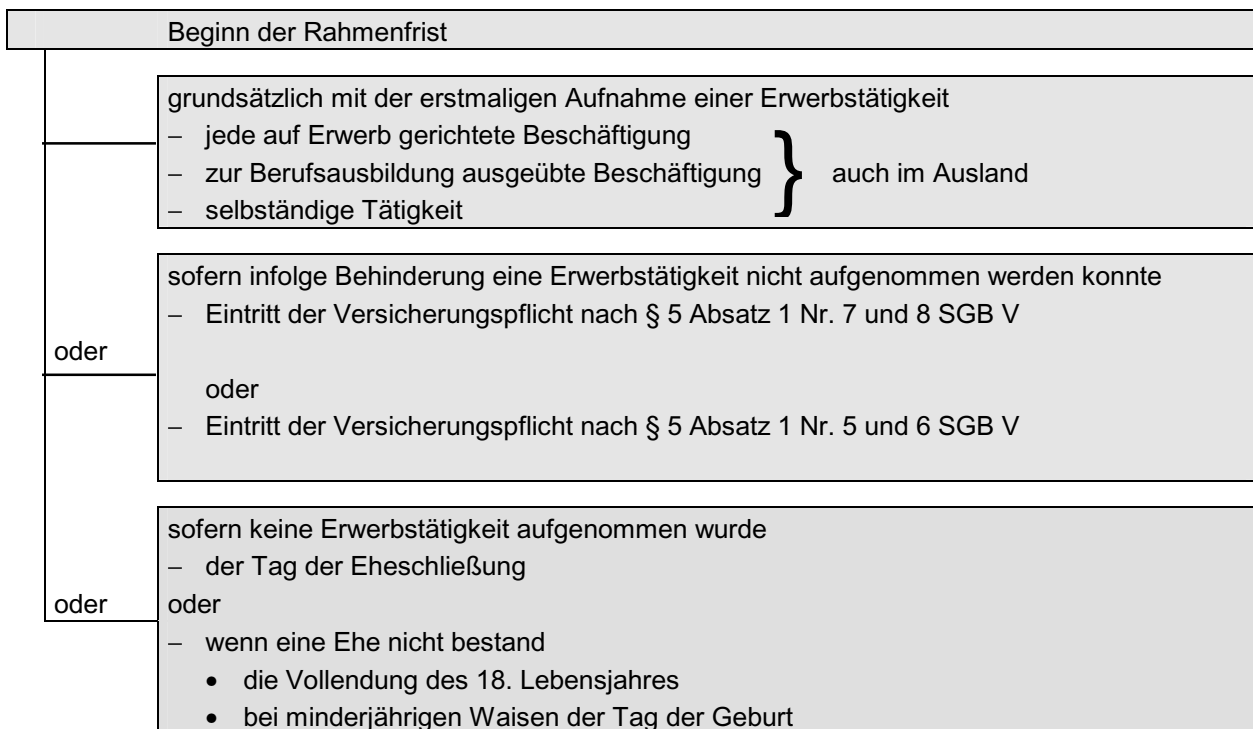 Beginn der Rahmenfrist
grundsätzlich mit der erstmaligen Aufnahme einer Erwerbstätigkeit
– jede auf Erwerb gerichtete Beschäftigung
– zur Berufsausbildung ausgeübte Beschäftigung } auch im Ausland
– selbständige Tätigkeit
sofern infolge Behinderung eine Erwerbstätigkeit nicht aufgenommen werden konnte
– Eintritt der Versicherungspflicht nach § 5 Absatz 1 Nr. 7 und 8 SGB V
oder
oder
– Eintritt der Versicherungspflicht nach § 5 Absatz 1 Nr. 5 und 6 SGB V
sofern keine Erwerbstätigkeit aufgenommen wurde
– der Tag der Eheschließung
oder oder
– wenn eine Ehe nicht bestand
• die Vollendung des 18. Lebensjahres
• bei minderjährigen Waisen der Tag der Geburt